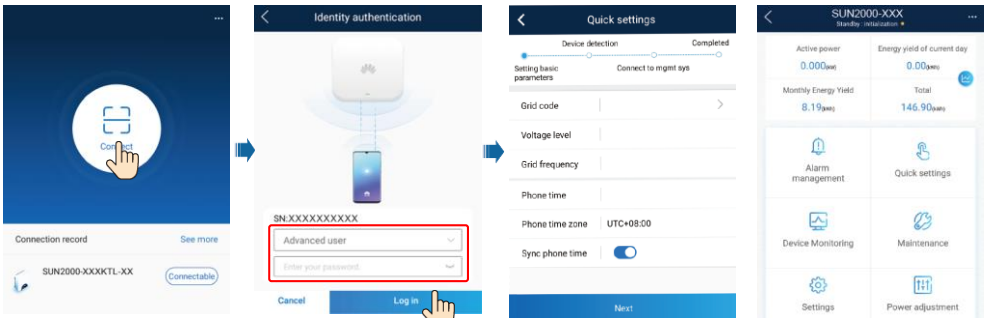 Connect
Connection record
See more
SUN2000-XXXKTL-XX
Connectable
Identity authentication
SN:XXXXXXXXXX
Advanced user
Enter your password.
Cancel
Log in
Quick settings
Device detection
Completed
Setting basic
parameters
Connect to mgmt sys
Grid code
Voltage level
Grid frequency
Phone time
Phone time zone
UTC+08:00
Sync phone time
Next
SUN2000-XXX
Standby :initialization
Active power
Energy yield of current day
0.000(kW)
0.00(kWh)
Monthly Energy Yield
Total
8.19(kWh)
146.90(kWh)
Alarm
management
Quick settings
Device Monitoring
Maintenance
Settings
Power adjustment